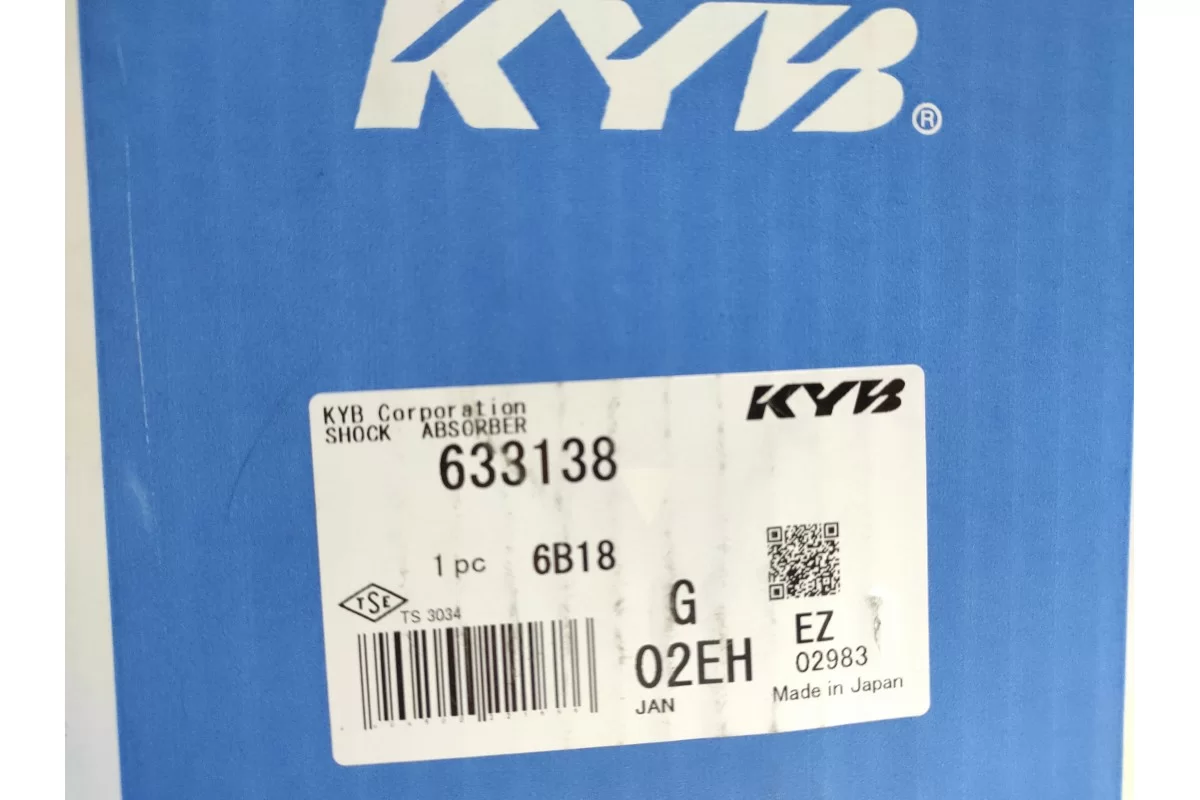 KYB®
KYB Corporation
KYB
SHOCK ABSORBER
633138
1 pc 6B18
TSE
TS 3034
G
EZ
02EH
02983
JAN
Made in Japan